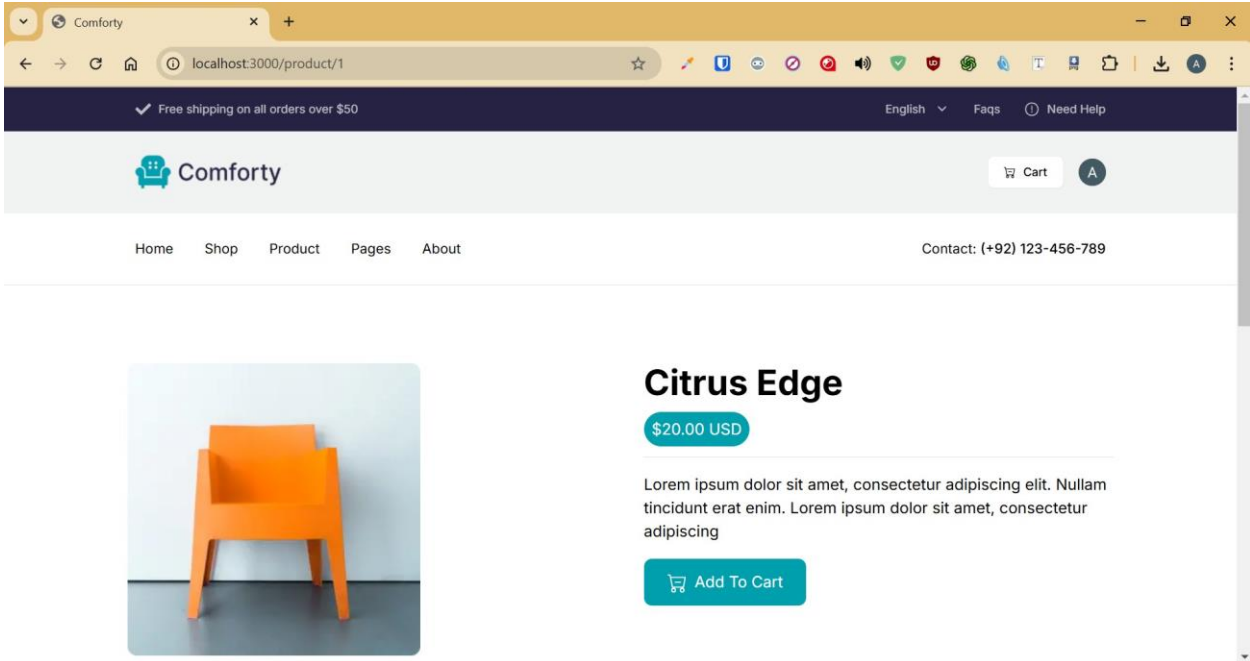 Comforty
localhost:3000/product/1
A
Free shipping on all orders over $50
English
Faqs
Need Help
Comforty
Cart
A
Home
Shop
Product
Pages
About
Contact: (+92) 123-456-789
Citrus Edge
$20.00 USD
Lorem ipsum dolor sit amet, consectetur adipiscing elit. Nullam
tincidunt erat enim. Lorem ipsum dolor sit amet, consectetur
adipiscing
Add To Cart